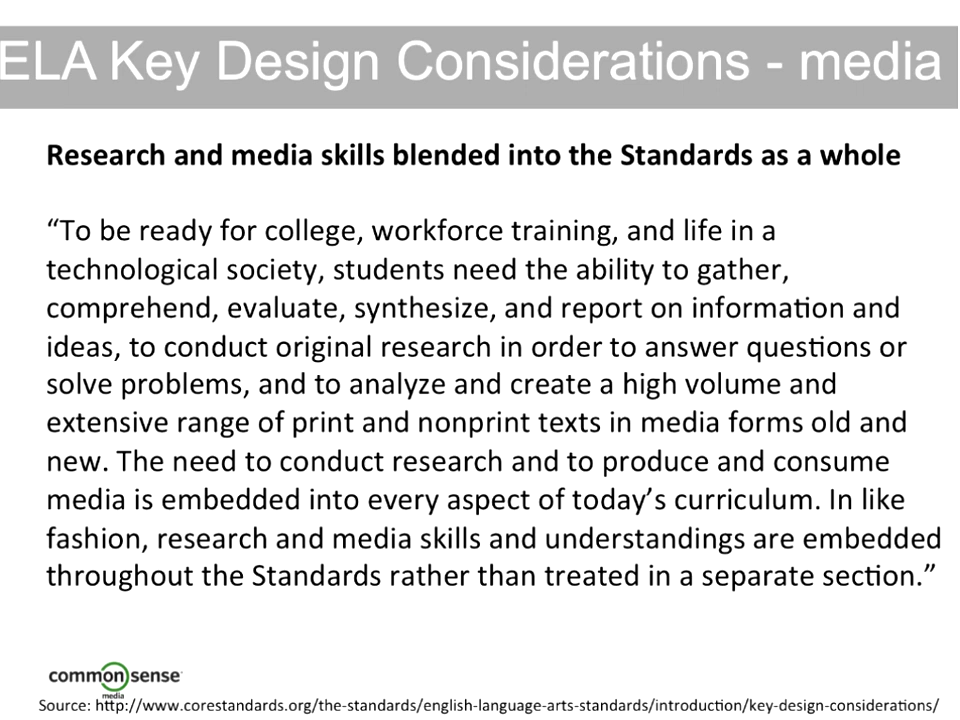 ELA Key Design Considerations - media
Research and media skills blended into the Standards as a whole
“To be ready for college, workforce training, and life in a
technological society, students need the ability to gather,
comprehend, evaluate, synthesize, and report on information and
ideas, to conduct original research in order to answer questions or
solve problems, and to analyze and create a high volume and
extensive range of print and nonprint texts in media forms old and
new. The need to conduct research and to produce and consume
media is embedded into every aspect of today’s curriculum. In like
fashion, research and media skills and understandings are embedded
throughout the Standards rather than treated in a separate section.”
common sense
media
Source: http://www.corestandards.org/the-standards/english-language-arts-standards/introduction/key-design-considerations/